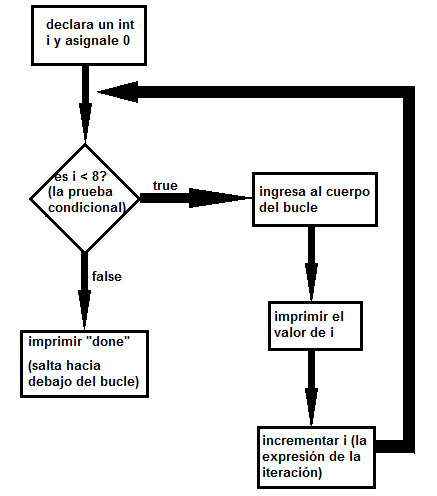 declara un int
i y asignale 0
es i < 8?
(la prueba
condicional)
true
ingresa al cuerpo
del bucle
false
imprimir el
valor de i
imprimir "done"
(salta hacia
debajo del bucle)
incrementar i (la
expresión de la
iteración)